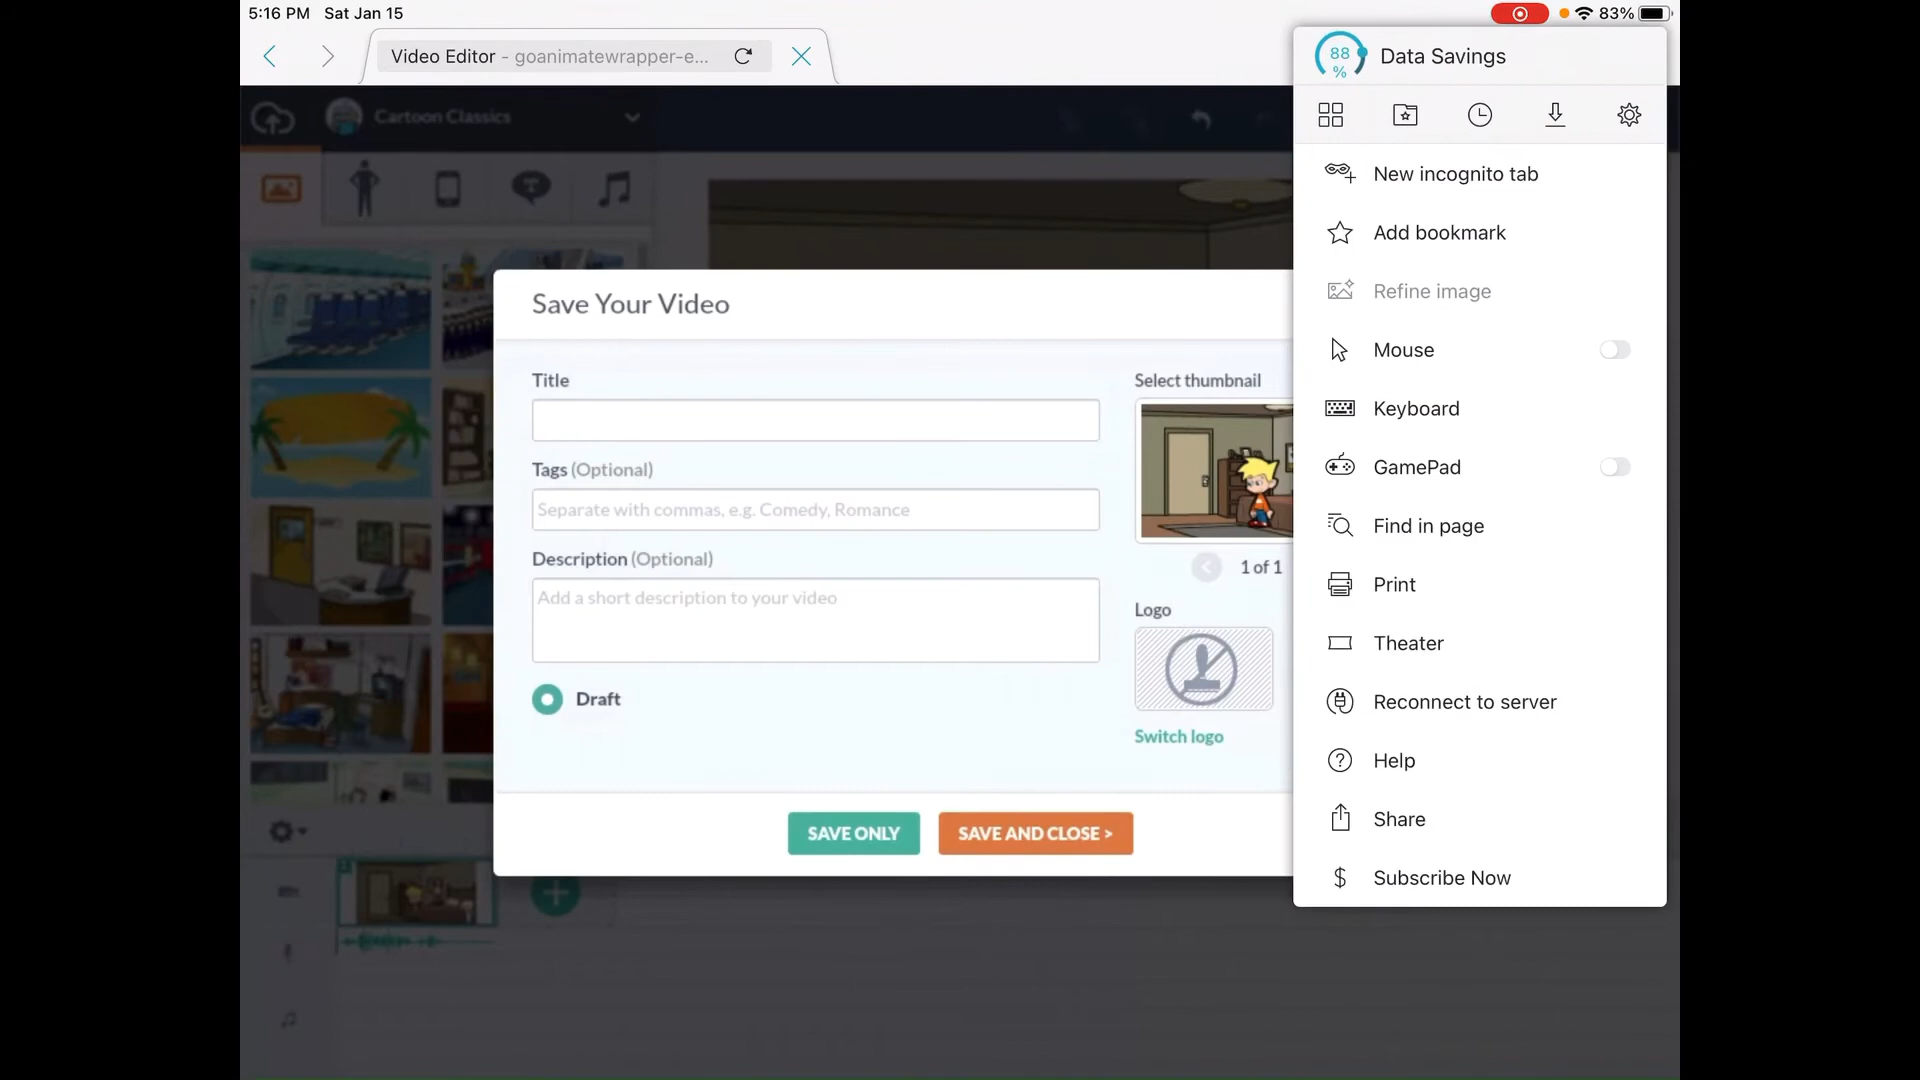 5:16 PM Sat Jan 15
83%
Video Editor - goanimatewrapper-e...
88 %
Data Savings
Cartoon Classics
New incognito tab
Add bookmark
Refine image
Mouse
Keyboard
GamePad
Find in page
Print
Theater
Reconnect to server
Help
Share
Subscribe Now
Save Your Video
Title
Tags (Optional)
Separate with commas, e.g. Comedy, Romance
Description (Optional)
Add a short description to your video
Draft
Select thumbnail
1 of 1
Logo
Switch logo
SAVE ONLY
SAVE AND CLOSE >